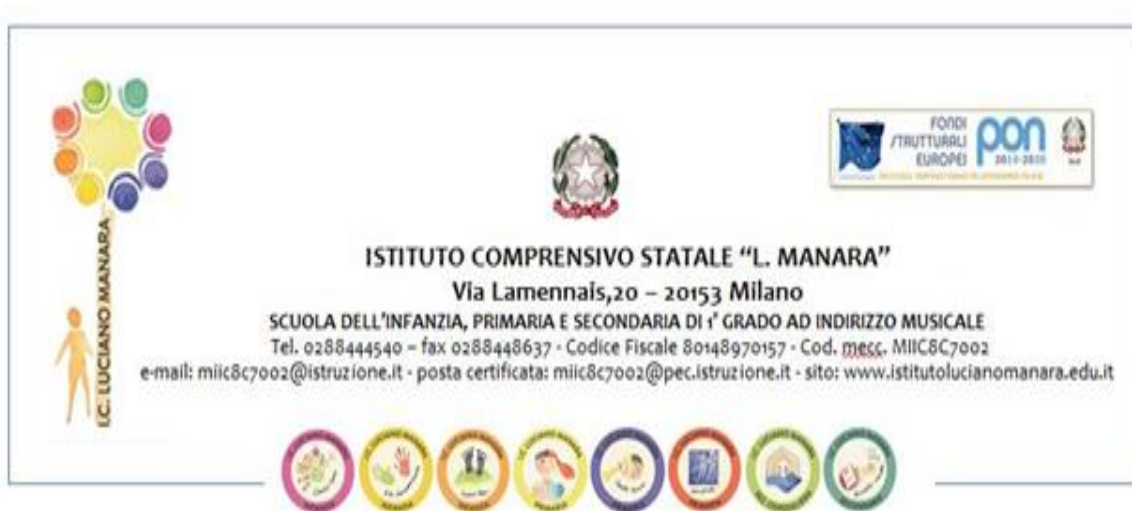 I.C. LUCIANO MANARA
FONDI
STRUTTURALI
EUROPEI
pon
2014-2020
ISTITUTO COMPRENSIVO STATALE “L. MANARA”
Via Lamennais,20 – 20153 Milano
SCUOLA DELL'INFANZIA, PRIMARIA E SECONDARIA DI 1° GRADO AD INDIRIZZO MUSICALE
Tel. 0288444540 – fax 0288448637 - Codice Fiscale 80148970157 - Cod. mecc. MIIC8C7002
e-mail: miic8c7002@istruzione.it - posta certificata: miic8c7002@pec.istruzione.it - sito: www.istitutolucianomanara.edu.it